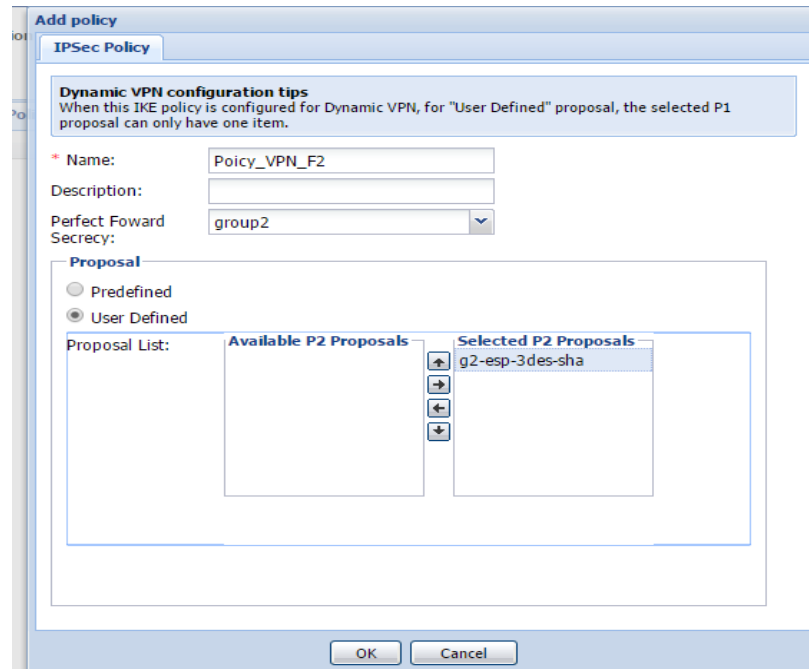 Add policy
ion
IPSec Policy
Dynamic VPN configuration tips
When this IKE policy is configured for Dynamic VPN, for "User Defined" proposal, the selected P1
proposal can only have one item.
Po
* Name:
Poicy_VPN_F2
Description:
Perfect Foward
Secrecy:
group2
Proposal
Predefined
User Defined
Proposal List:
Available P2 Proposals
Selected P2 Proposals
g2-esp-3des-sha
OK
Cancel